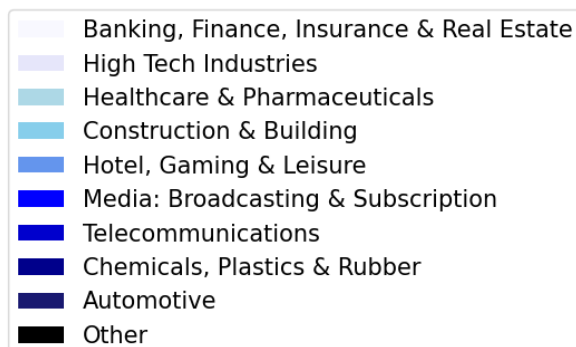 Banking, Finance, Insurance & Real Estate
High Tech Industries
Healthcare & Pharmaceuticals
Construction & Building
Hotel, Gaming & Leisure
Media: Broadcasting & Subscription
Telecommunications
Chemicals, Plastics & Rubber
Automotive
Other